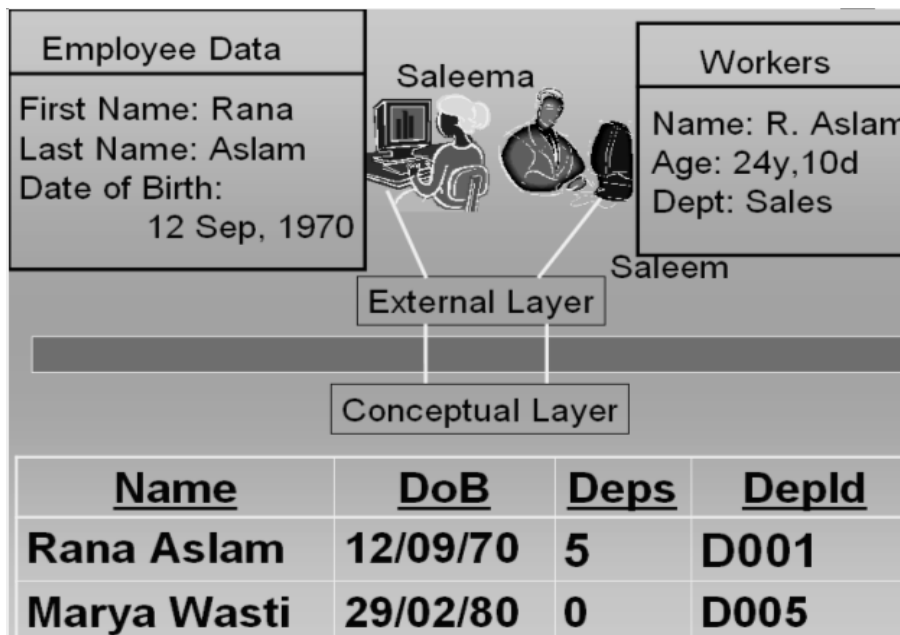 Employee Data
First Name: Rana
Last Name: Aslam
Date of Birth:
12 Sep, 1970
Saleema
Workers
Name: R. Aslam
Age: 24y,10d
Dept: Sales
Saleem
External Layer
Conceptual Layer
Name DoB Deps DepId
Rana Aslam 12/09/70 5 D001
Marya Wasti 29/02/80 0 D005